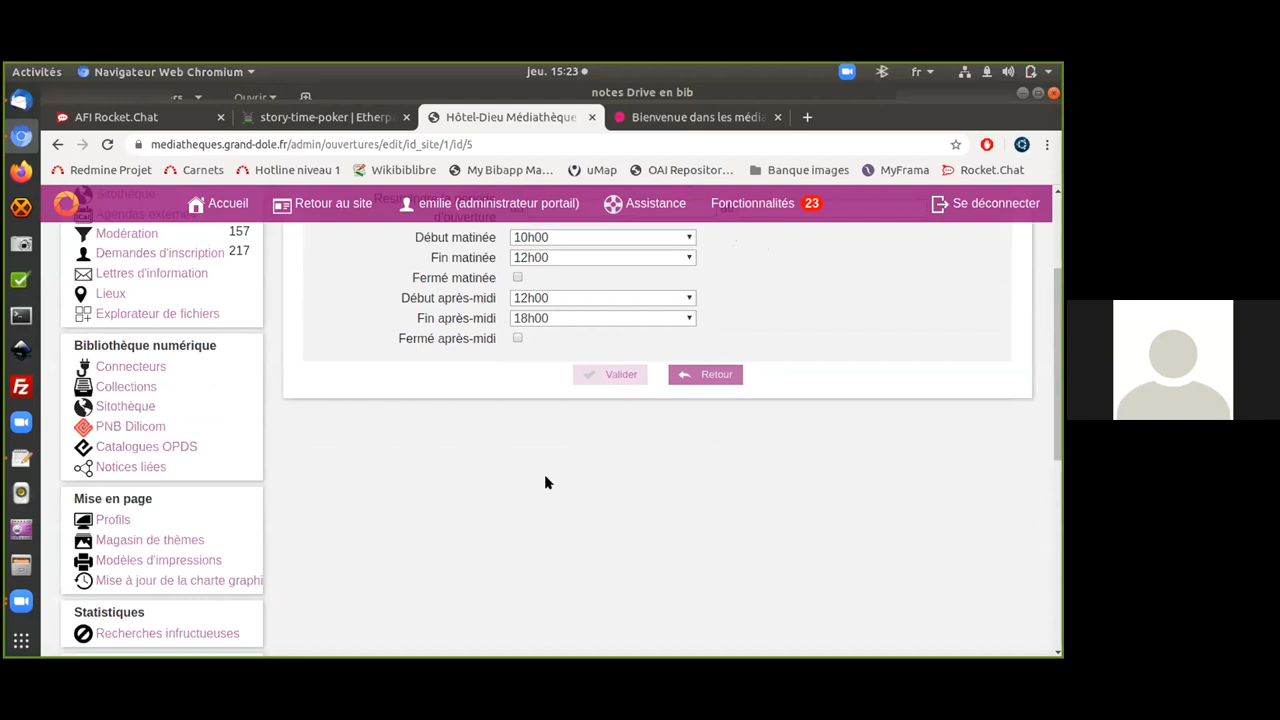 Activités Navigateur Web Chromium jeu. 15:23 fr
Ouvrir notes Drive en bib
AFI Rocket.Chat story-time-poker | Etherpa Hôtel-Dieu Médiathèque Bienvenue dans les média
mediatheques.grand-dole.fr/admin/ouvertures/edit/id_site/1/id/5
Redmine Projet Carnets Hotline niveau 1 Wikibiblibre My Bibapp Ma... uMap OAI Repositor... Banque images MyFrama Rocket.Chat
Accueil Retour au site emilie (administrateur portail) Assistance Fonctionnalités 23 Se déconnecter
Sitothèque
Modération 157
Demandes d'inscription 217
Lettres d'information
Lieux
Explorateur de fichiers
Bibliothèque numérique
Connecteurs
Collections
Sitothèque
PNB Dilicom
Catalogues OPDS
Notices liées
Mise en page
Profils
Magasin de thèmes
Modèles d'impressions
Mise à jour de la charte graphi
Statistiques
Recherches infructueuses
d'ouverture
Début matinée 10h00
Fin matinée 12h00
Fermé matinée
Début après-midi 12h00
Fin après-midi 18h00
Fermé après-midi
Valider Retour